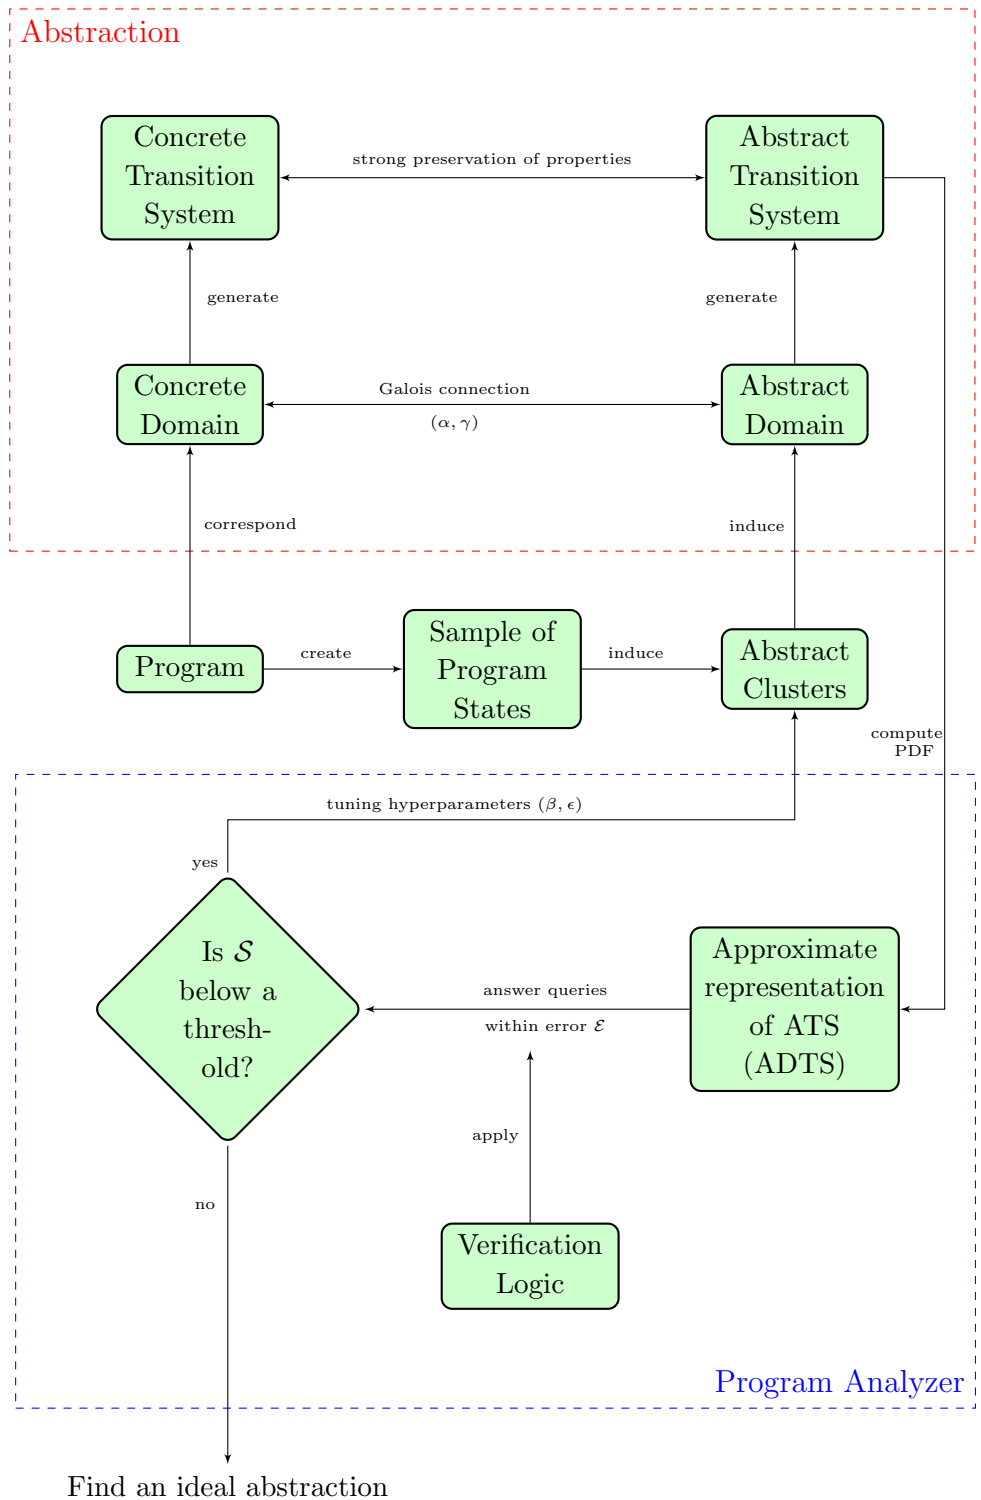 Abstraction
Concrete
Transition
System
strong preservation of properties
Abstract
Transition
System
generate
generate
Concrete
Domain
Galois connection
(α, γ)
Abstract
Domain
correspond
induce
Program
create
Sample of
Program
States
induce
Abstract
Clusters
compute
PDF
tuning hyperparameters (β, ϵ)
yes
Is 𝒮
below a
thresh-
old?
answer queries
within error ℰ
Approximate
representation
of ATS
(ADTS)
apply
no
Verification
Logic
Program Analyzer
Find an ideal abstraction